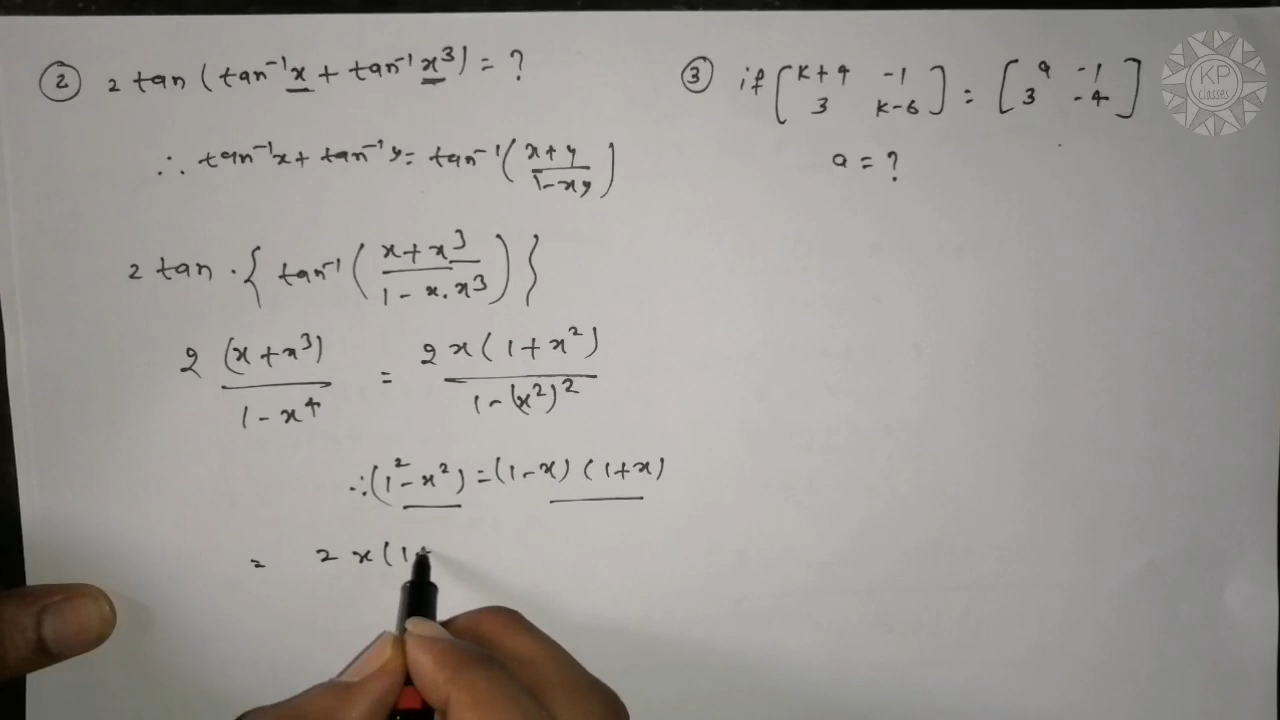 ② 2 tan (tan⁻¹x + tan⁻¹x³) = ?
∴ tan⁻¹x + tan⁻¹y = tan⁻¹((x+y)/(1-xy))
2 tan · { tan⁻¹((x+x³)/(1-x.x³)) }
2 (x+x³)/(1-x⁴) = 2x(1+x²)/(1-(x²)²)
∴ (1²-x²) = (1-x)(1+x)
= 2x(1+
③ if [k+4 -1
3 k-6] = [a -1
3 -4]
a = ?
KP
classes